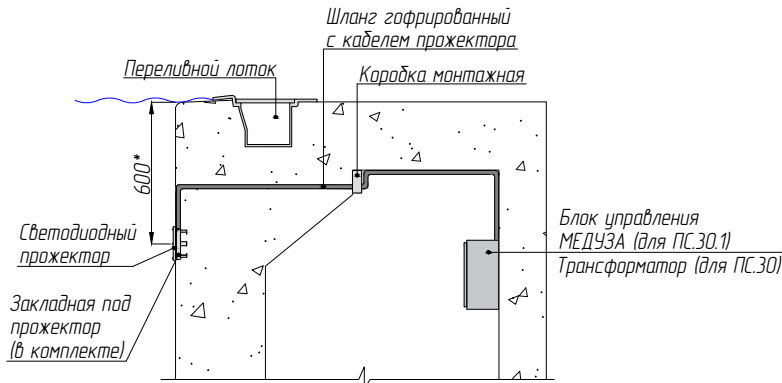 Шланг гофрированный
с кабелем прожектора
Переливной лоток
Коробка монтажная
600*
Светодиодный
прожектор
Блок управления
МЕДУЗА (для ПС.30.1)
Трансформатор (для ПС.30)
Закладная под
прожектор
(в комплекте)